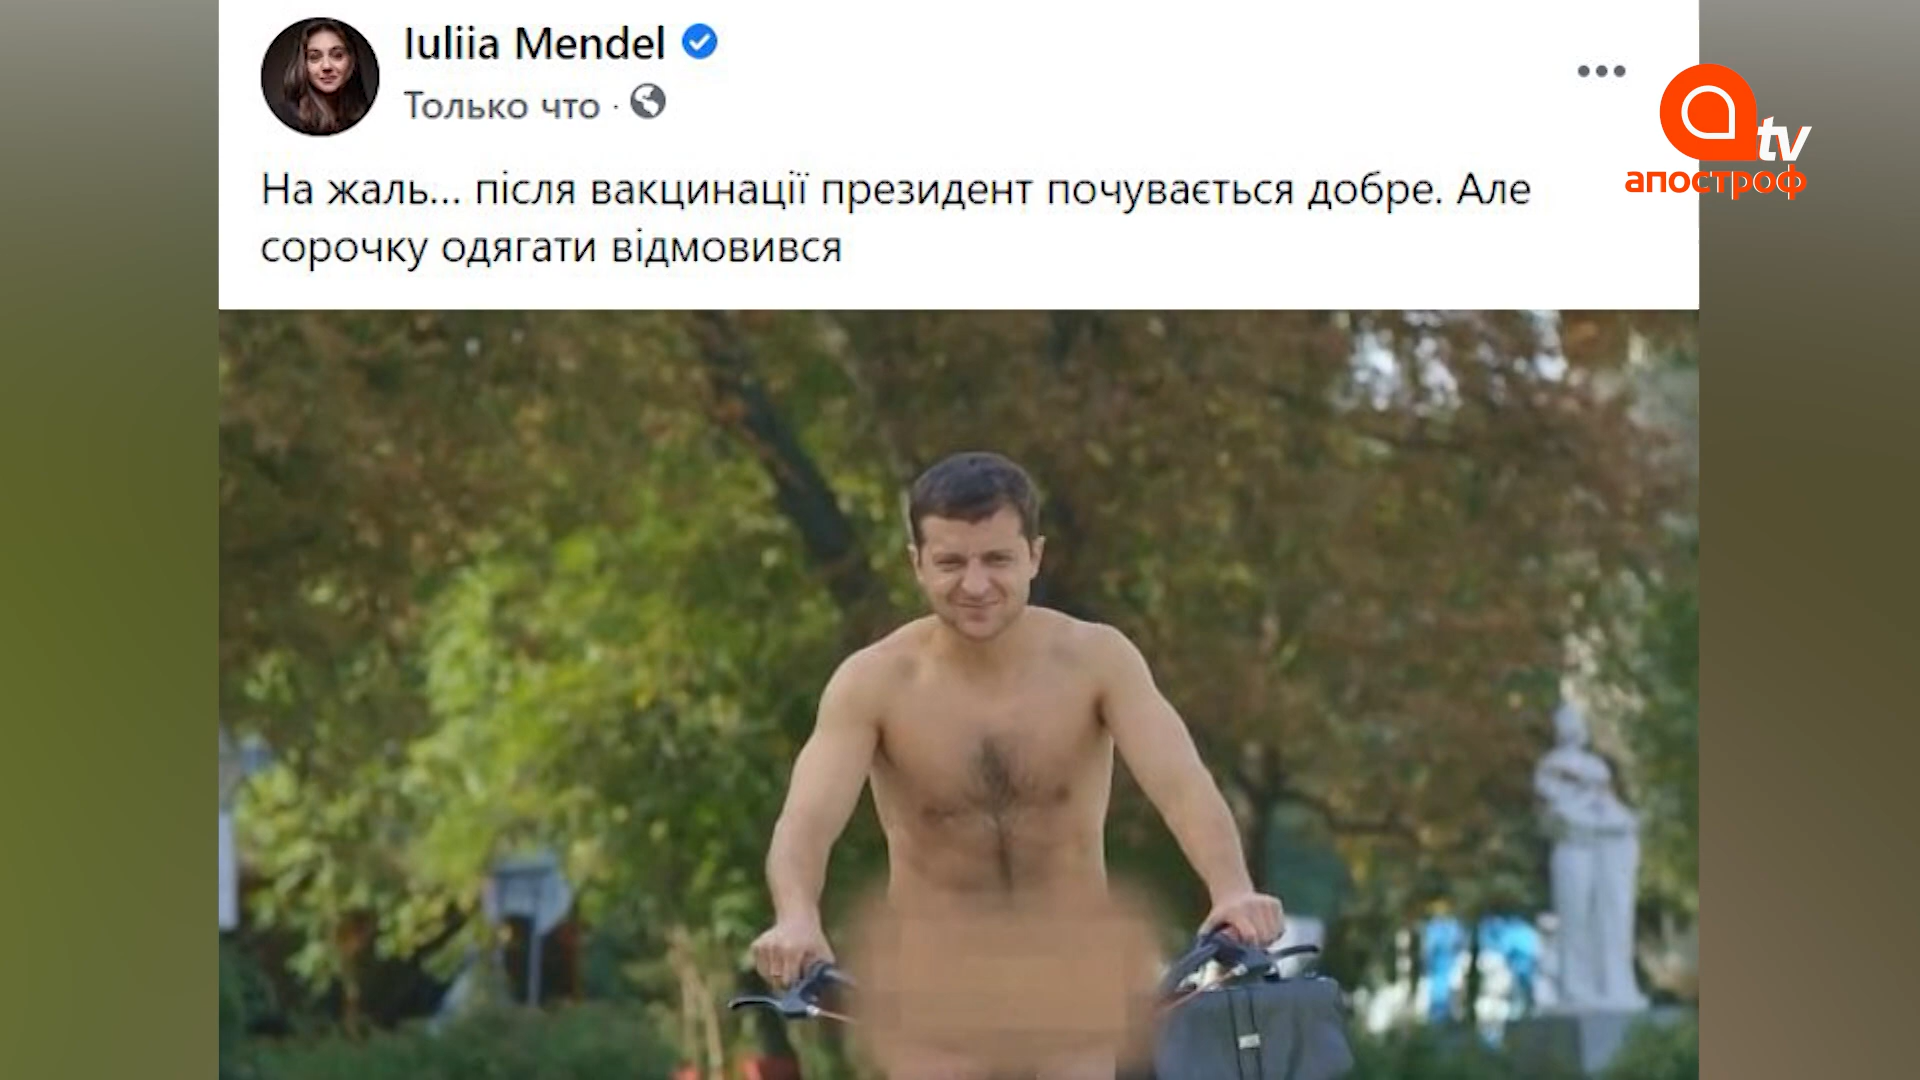 Iuliia Mendel
Только что ·
tv
апостроф
На жаль... після вакцинації президент почувається добре. Але
сорочку одягати відмовився